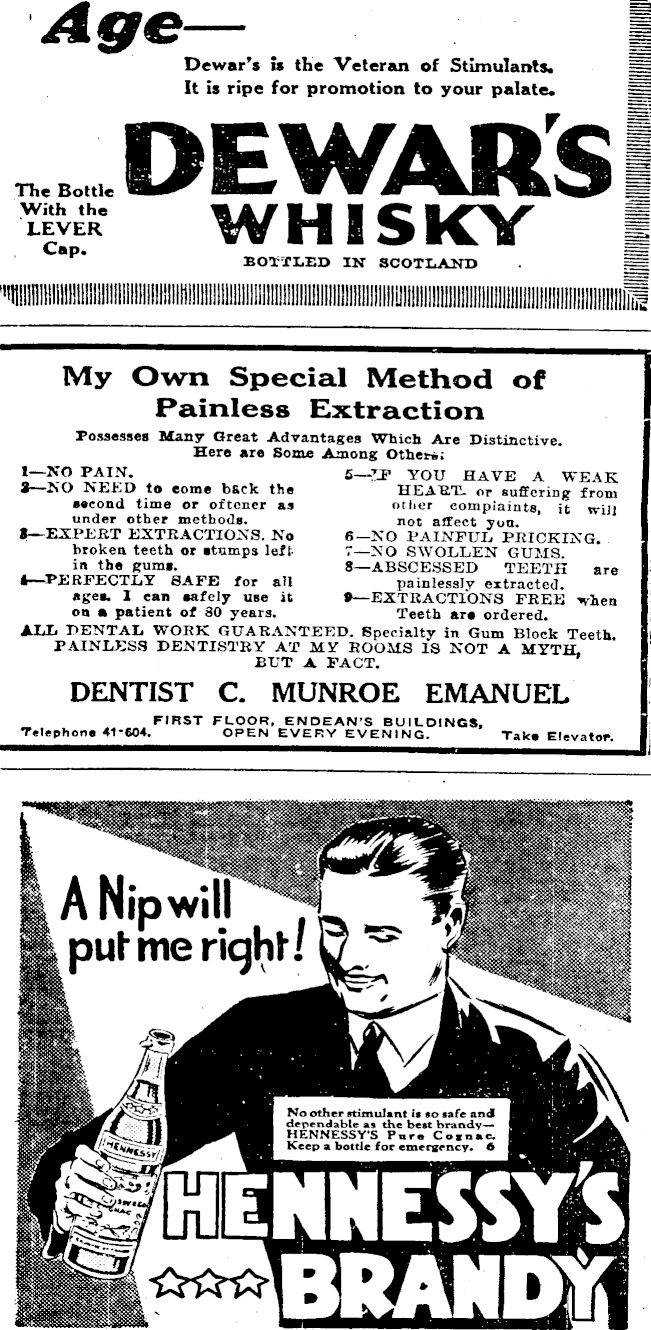 Age—
Dewar's is the Veteran of Stimulants.
It is ripe for promotion to your palate.
DEWAR'S
WHISKY
BOTTLED IN SCOTLAND
The Bottle
With the
LEVER
Cap.
My Own Special Method of
Painless Extraction
Possesses Many Great Advantages Which Are Distinctive.
Here are Some Among Others:
1—NO PAIN.
2—NO NEED to come back the
second time or oftener as
under other methods.
3—EXPERT EXTRACTIONS. No
broken teeth or stumps left
in the gums.
4—PERFECTLY SAFE for all
ages. I can safely use it
on a patient of 80 years.
5—IF YOU HAVE A WEAK
HEART or suffering from
other complaints, it will
not affect you.
6—NO PAINFUL PRICKING.
7—NO SWOLLEN GUMS.
8—ABSCESSED TEETH are
painlessly extracted.
9—EXTRACTIONS FREE when
Teeth are ordered.
ALL DENTAL WORK GUARANTEED. Specialty in Gum Block Teeth.
PAINLESS DENTISTRY AT MY ROOMS IS NOT A MYTH,
BUT A FACT.
DENTIST C. MUNROE EMANUEL
FIRST FLOOR, ENDEAN'S BUILDINGS,
Telephone 41-604. OPEN EVERY EVENING. Take Elevator.
A Nip will
put me right!
HENNESSY
No other stimulant is so safe and
dependable as the best brandy—
HENNESSY'S Pure Cognac.
Keep a bottle for emergency. 6
HENNESSY'S
BRANDY